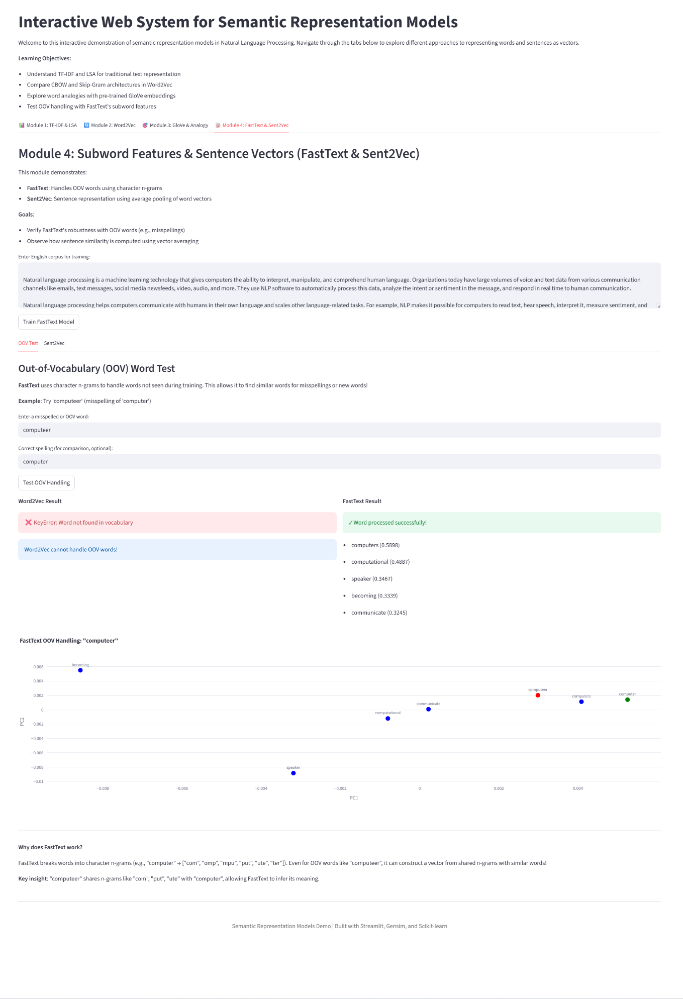 Interactive Web System for Semantic Representation Models
Welcome to this interactive demonstration of semantic representation models in Natural Language Processing. Navigate through the tabs below to explore different approaches to representing words and sentences as vectors.
Learning Objectives:
• Understand TF-IDF and LSA for traditional text representation
• Compare CBOW and Skip-Gram architectures in Word2Vec
• Explore word analogies with pre-trained GloVe embeddings
• Test OOV handling with FastText's subword features
Module 1: TF-IDF & LSA Module 2: Word2Vec Module 3: GloVe & Analogy Module 4: FastText & Sent2Vec
Module 4: Subword Features & Sentence Vectors (FastText & Sent2Vec)
This module demonstrates:
• FastText: Handles OOV words using character n-grams
• Sent2Vec: Sentence representation using average pooling of word vectors
Goals:
• Verify FastText's robustness with OOV words (e.g., misspellings)
• Observe how sentence similarity is computed using vector averaging
Enter English corpus for training:
Natural language processing is a machine learning technology that gives computers the ability to interpret, manipulate, and comprehend human language. Organizations today have large volumes of voice and text data from various communication
channels like emails, text messages, social media newsfeeds, video, audio, and more. They use NLP software to automatically process this data, analyze the intent or sentiment in the message, and respond in real time to human communication.
Natural language processing helps computers communicate with humans in their own language and scales other language-related tasks. For example, NLP makes it possible for computers to read text, hear speech, interpret it, measure sentiment, and
Train FastText Model
OOV Test Sent2Vec
Out-of-Vocabulary (OOV) Word Test
FastText uses character n-grams to handle words not seen during training. This allows it to find similar words for misspellings or new words!
Example: Try 'computeer' (misspelling of 'computer')
Enter a misspelled or OOV word:
computeer
Correct spelling (for comparison, optional):
computer
Test OOV Handling
Word2Vec Result
❌ KeyError: Word not found in vocabulary
Word2Vec cannot handle OOV words!
FastText Result
✓ Word processed successfully!
• computers (0.5898)
• computational (0.4887)
• speaker (0.3467)
• becoming (0.3339)
• communicate (0.3245)
FastText OOV Handling: "computeer"
becoming
computeer
computers
computer
communicate
computational
speaker
0.006
0.004
0.002
0
−0.002
−0.004
−0.006
−0.008
−0.01
PC2
−0.008 −0.006 −0.004 −0.002 0 0.002 0.004
PC1
Why does FastText work?
FastText breaks words into character n-grams (e.g., "computer" → ["com", "omp", "mpu", "put", "ute", "ter"]). Even for OOV words like "computeer", it can construct a vector from shared n-grams with similar words!
Key insight: "computeer" shares n-grams like "com", "put", "ute" with "computer", allowing FastText to infer its meaning.
Semantic Representation Models Demo | Built with Streamlit, Gensim, and Scikit-learn